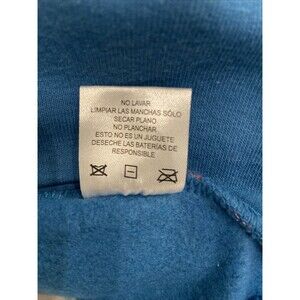 NO LAVAR
LIMPIAR LAS MANCHAS SÓLO
SECAR PLANO
NO PLANCHAR
ESTO NO ES UN JUGUETE
DESECHE LAS BATERÍAS DE
RESPONSIBLE